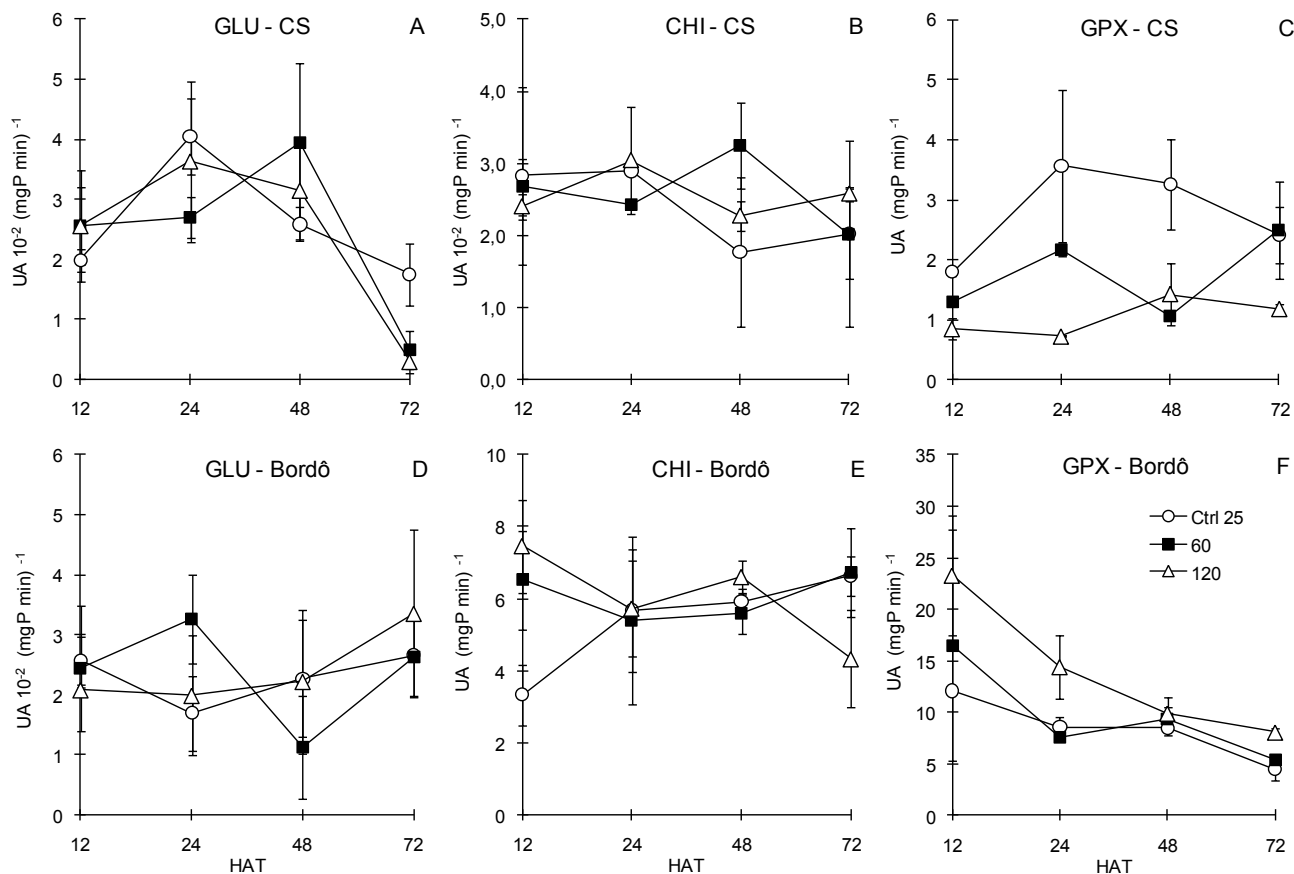 GLU - CS A
UA 10⁻² (mgP min) ⁻¹
6
5
4
3
2
1
0
12 24 48 72
CHI - CS B
UA 10⁻² (mgP min) ⁻¹
5,0
4,0
3,0
2,0
1,0
0,0
12 24 48 72
GPX - CS C
UA (mgP min) ⁻¹
6
5
4
3
2
1
0
12 24 48 72
GLU - Bordô D
UA 10⁻² (mgP min) ⁻¹
6
5
4
3
2
1
0
12 24 48 72
HAT
CHI - Bordô E
UA (mgP min) ⁻¹
10
8
6
4
2
0
12 24 48 72
HAT
GPX - Bordô F
UA (mgP min) ⁻¹
35
30
25
20
15
10
5
0
Ctrl 25
60
120
12 24 48 72
HAT